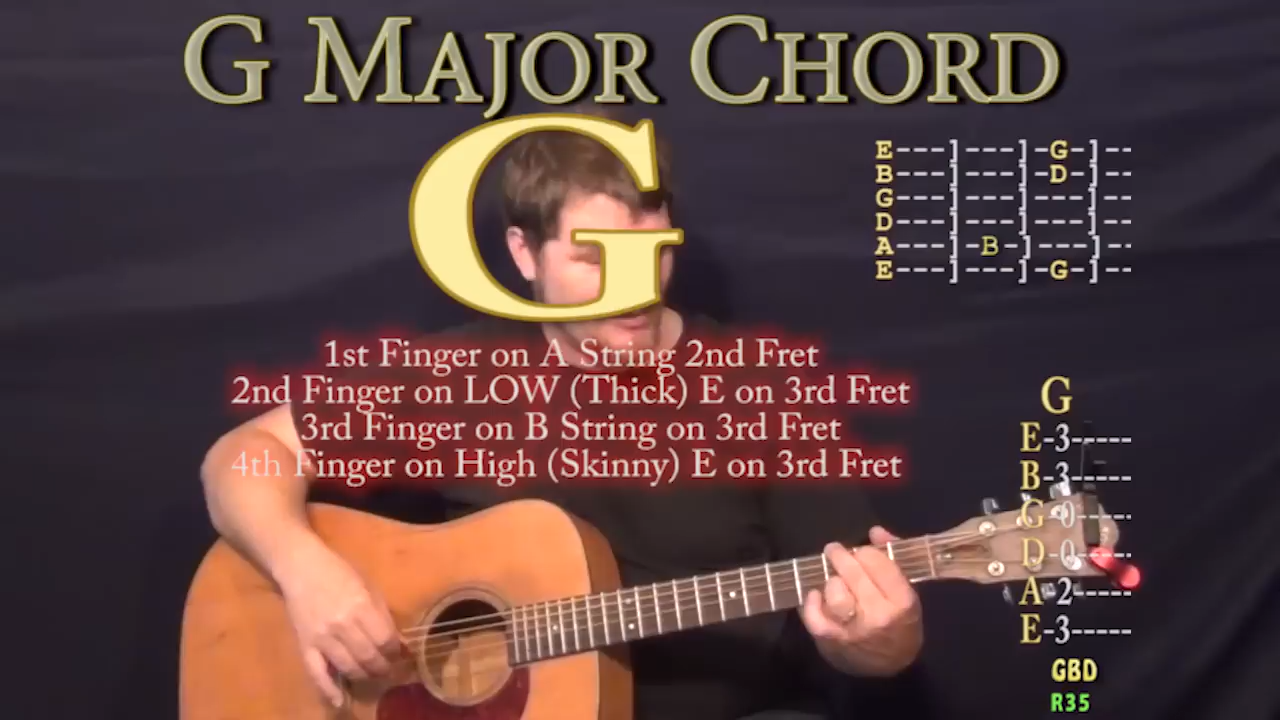 G MAJOR CHORD
G
E---]---]-G-]--
B---]---]-D-]--
G---]---]---]--
D---]---]---]--
A---]-B-]---]--
E---]---]-G-]--
1st Finger on A String 2nd Fret
2nd Finger on LOW (Thick) E on 3rd Fret
3rd Finger on B String on 3rd Fret
4th Finger on High (Skinny) E on 3rd Fret
G
E-3-----
B-3-----
G-0-----
D-0-----
A-2-----
E-3-----
GBD
R35